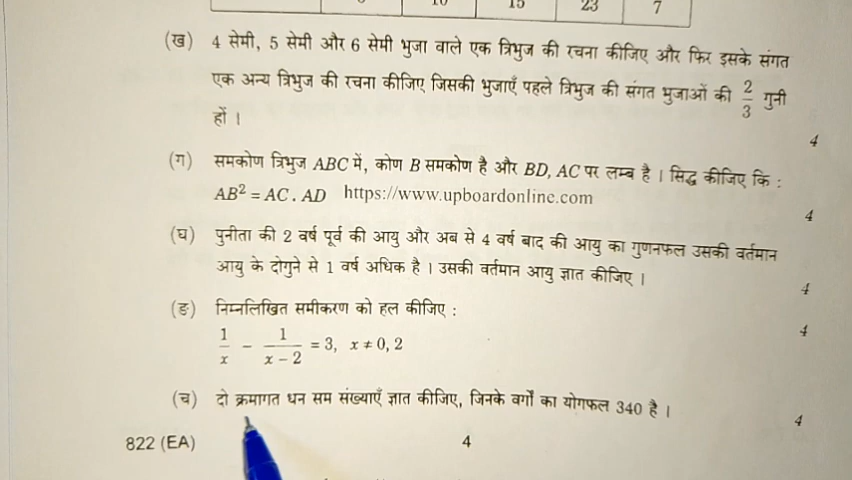 10 15 23 7
(ख) 4 सेमी, 5 सेमी और 6 सेमी भुजा वाले एक त्रिभुज की रचना कीजिए और फिर इसके संगत
एक अन्य त्रिभुज की रचना कीजिए जिसकी भुजाएँ पहले त्रिभुज की संगत भुजाओं की 2/3 गुनी
हों । 4
(ग) समकोण त्रिभुज ABC में, कोण B समकोण है और BD, AC पर लम्ब है । सिद्ध कीजिए कि :
AB² = AC . AD https://www.upboardonline.com 4
(घ) पुनीता की 2 वर्ष पूर्व की आयु और अब से 4 वर्ष बाद की आयु का गुणनफल उसकी वर्तमान
आयु के दोगुने से 1 वर्ष अधिक है । उसकी वर्तमान आयु ज्ञात कीजिए । 4
(ङ) निम्नलिखित समीकरण को हल कीजिए : 4
1/x - 1/(x - 2) = 3, x ≠ 0, 2
(च) दो क्रमागत धन सम संख्याएँ ज्ञात कीजिए, जिनके वर्गों का योगफल 340 है । 4
822 (EA) 4